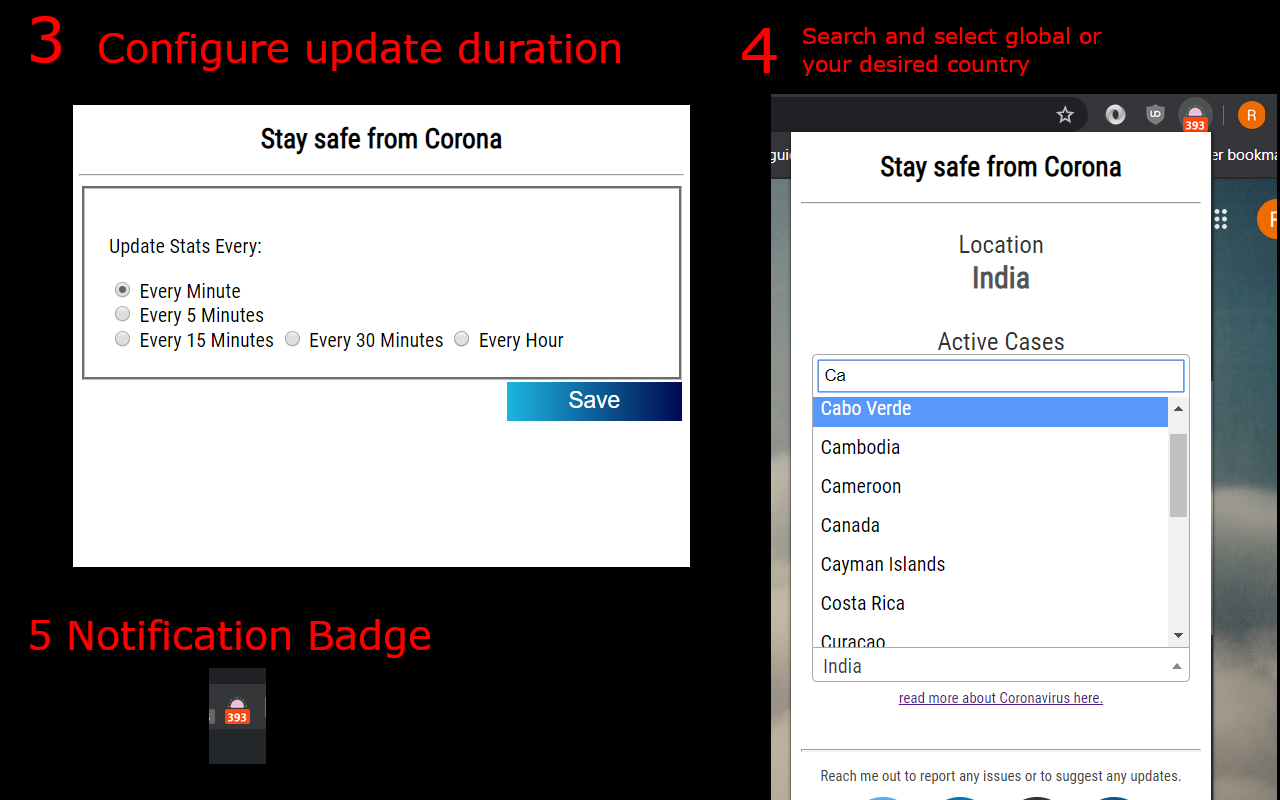 3 Configure update duration
Stay safe from Corona
Update Stats Every:
Every Minute
Every 5 Minutes
Every 15 Minutes Every 30 Minutes Every Hour
Save
5 Notification Badge
393
4 Search and select global or
your desired country
393
R
er bookma
Stay safe from Corona
Location
India
Active Cases
Ca
Cabo Verde
Cambodia
Cameroon
Canada
Cayman Islands
Costa Rica
Curacao
India
read more about Coronavirus here.
Reach me out to report any issues or to suggest any updates.